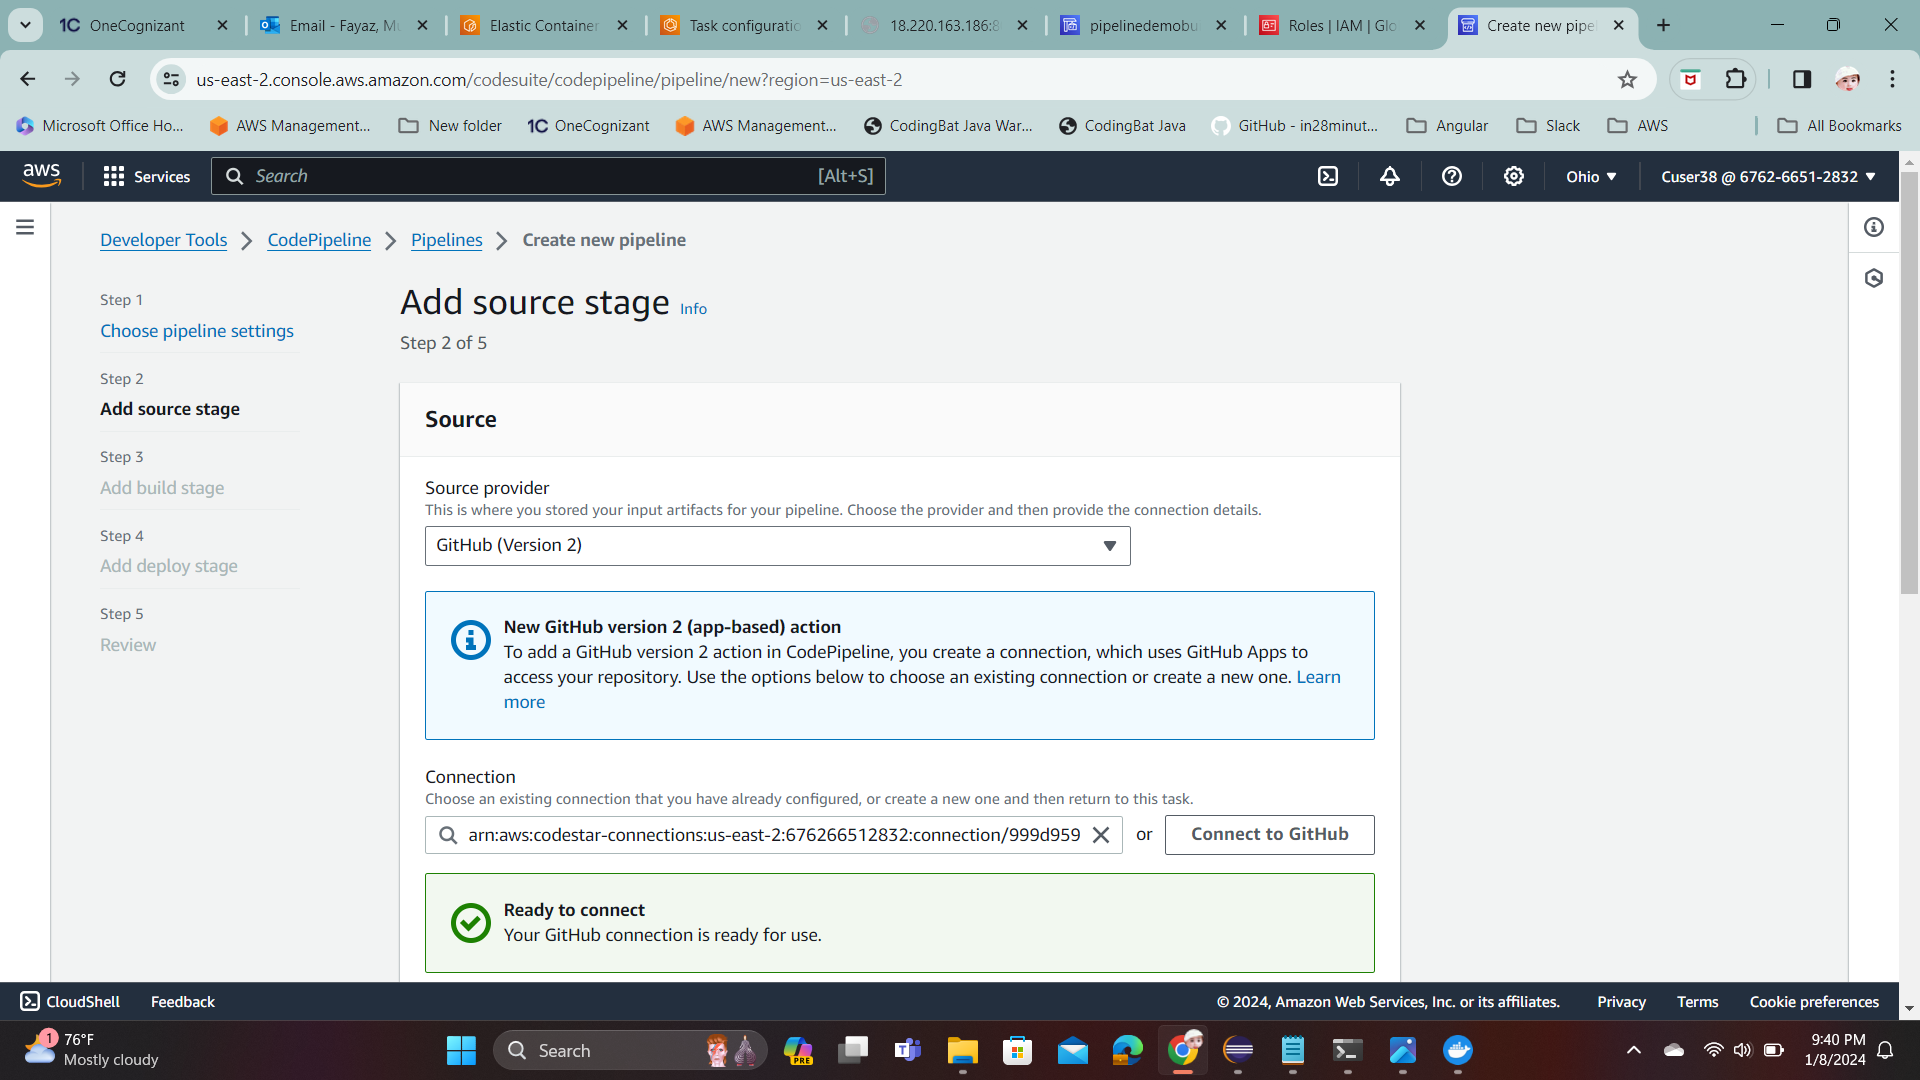 OneCognizant
Email - Fayaz, Mu
Elastic Container
Task configuratio
18.220.163.186:8
pipelinedemobu
Roles | IAM | Glo
Create new pipel
us-east-2.console.aws.amazon.com/codesuite/codepipeline/pipeline/new?region=us-east-2
Microsoft Office Ho...
AWS Management...
New folder
1C OneCognizant
AWS Management...
CodingBat Java War...
CodingBat Java
GitHub - in28minut...
Angular
Slack
AWS
All Bookmarks
aws
Services
Search
[Alt+S]
Ohio
Cuser38 @ 6762-6651-2832
Developer Tools
CodePipeline
Pipelines
Create new pipeline
Step 1
Choose pipeline settings
Step 2
Add source stage
Step 3
Add build stage
Step 4
Add deploy stage
Step 5
Review
Add source stage Info
Step 2 of 5
Source
Source provider
This is where you stored your input artifacts for your pipeline. Choose the provider and then provide the connection details.
GitHub (Version 2)
New GitHub version 2 (app-based) action
To add a GitHub version 2 action in CodePipeline, you create a connection, which uses GitHub Apps to
access your repository. Use the options below to choose an existing connection or create a new one. Learn
more
Connection
Choose an existing connection that you have already configured, or create a new one and then return to this task.
arn:aws:codestar-connections:us-east-2:676266512832:connection/999d959
or
Connect to GitHub
Ready to connect
Your GitHub connection is ready for use.
CloudShell
Feedback
© 2024, Amazon Web Services, Inc. or its affiliates.
Privacy
Terms
Cookie preferences
1
76°F
Mostly cloudy
Search
PRE
9:40 PM
1/8/2024